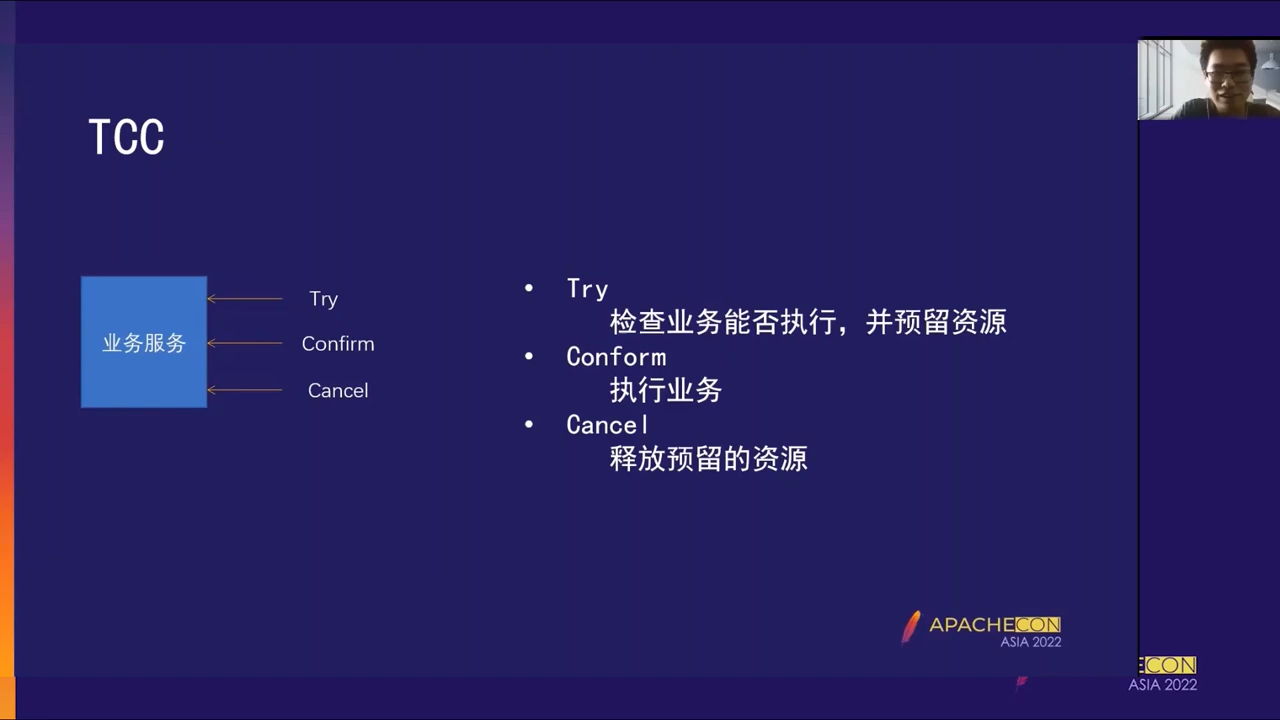 TCC
业务服务
Try
Confirm
Cancel
• Try
检查业务能否执行，并预留资源
• Conform
执行业务
• Cancel
释放预留的资源
APACHECON
ASIA 2022
ECON
ASIA 2022